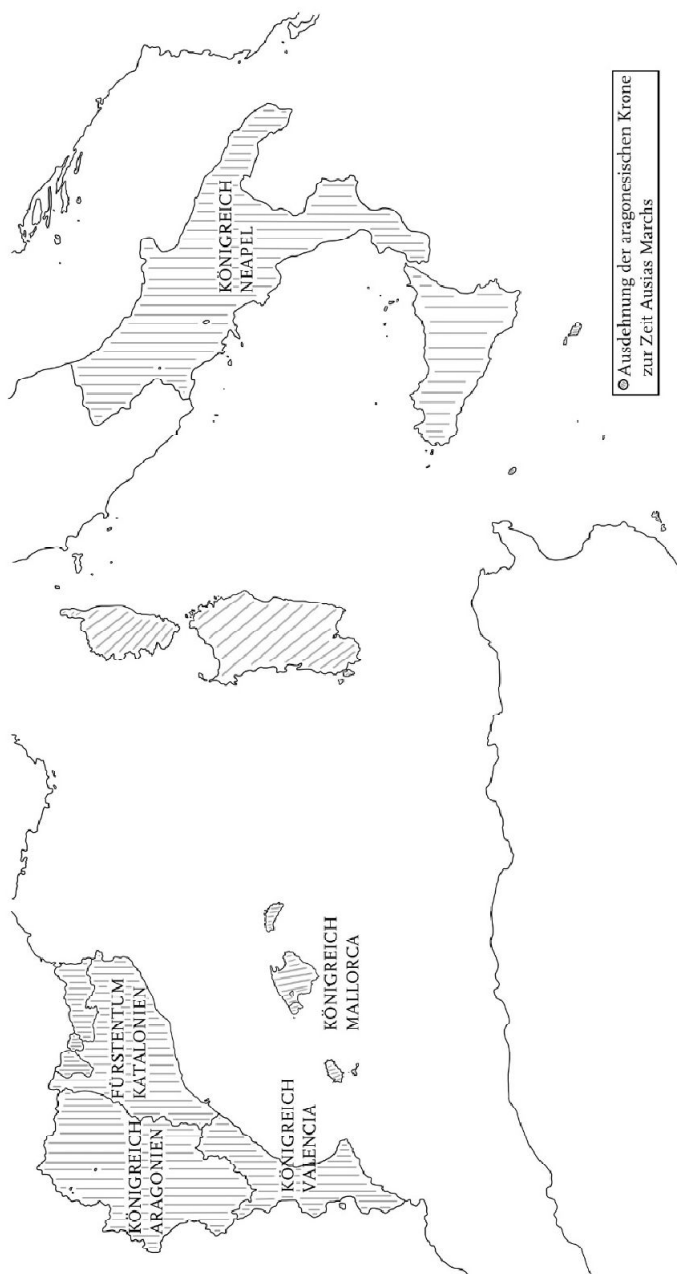 KÖNIGREICH
ARAGONIEN
FÜRSTENTUM
KATALONIEN
KÖNIGREICH
VALENCIA
KÖNIGREICH
MALLORCA
KÖNIGREICH
NEAPEL
Ausdehnung der aragonesischen Krone
zur Zeit Ausias Marchs